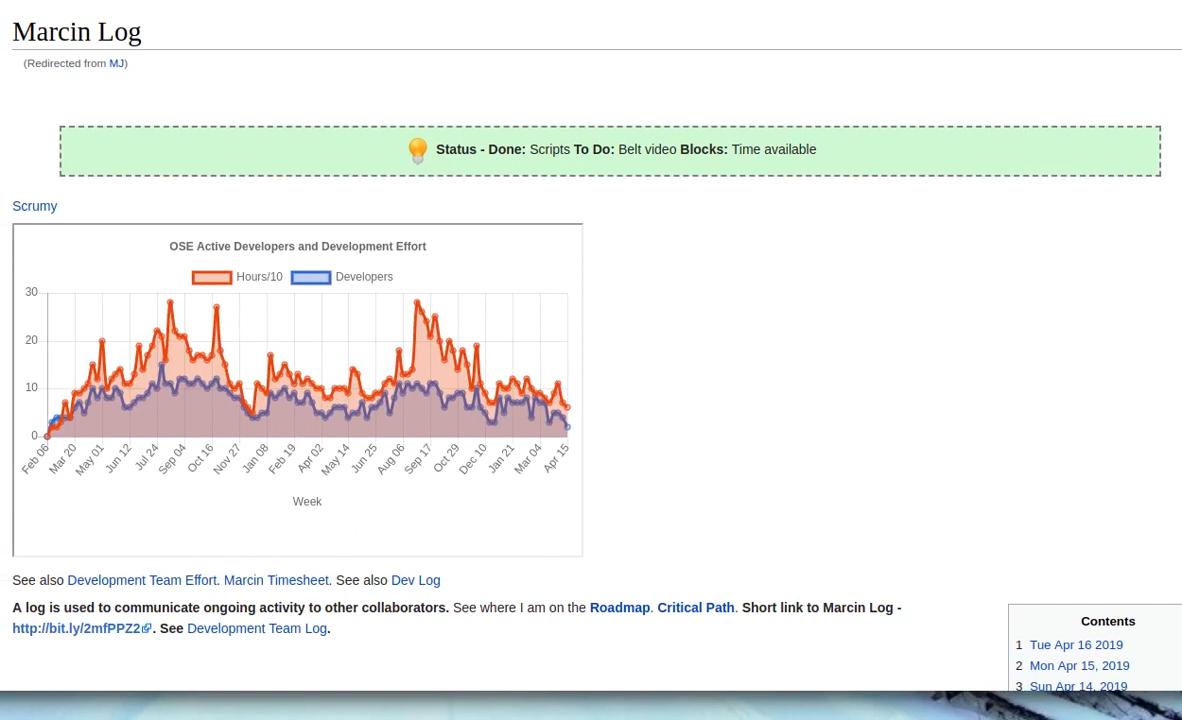 Marcin Log
(Redirected from MJ)
Status - Done: Scripts To Do: Belt video Blocks: Time available
Scrumy
OSE Active Developers and Development Effort
Hours/10 Developers
30
20
10
0
Feb 06 Mar 20 May 01 Jun 12 Jul 24 Sep 04 Oct 16 Nov 27 Jan 08 Feb 19 Apr 02 May 14 Jun 25 Aug 06 Sep 17 Oct 29 Dec 10 Jan 21 Mar 04 Apr 15
Week
See also Development Team Effort. Marcin Timesheet. See also Dev Log
A log is used to communicate ongoing activity to other collaborators. See where I am on the Roadmap. Critical Path. Short link to Marcin Log -
http://bit.ly/2mfPPZ2. See Development Team Log.
Contents
1 Tue Apr 16 2019
2 Mon Apr 15, 2019
3 Sun Apr 14, 2019